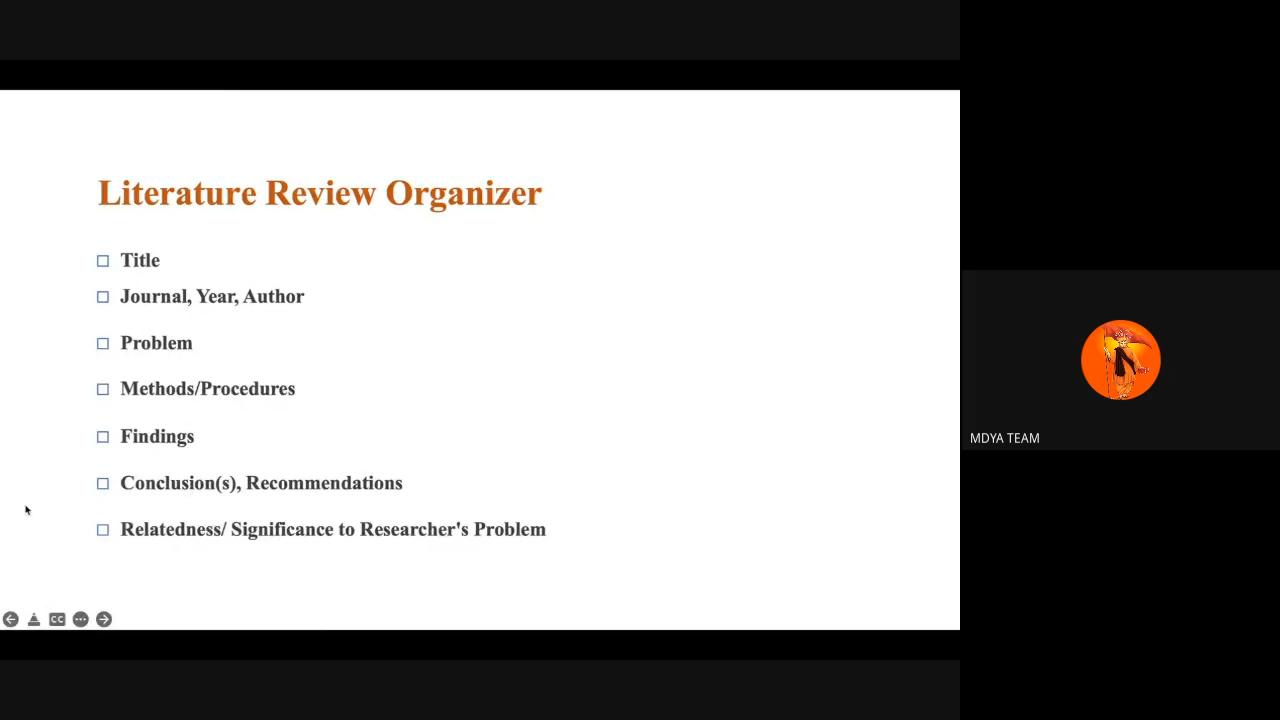 Literature Review Organizer
Title
Journal, Year, Author
Problem
Methods/Procedures
Findings
Conclusion(s), Recommendations
Relatedness/ Significance to Researcher's Problem
CC
MDYA TEAM